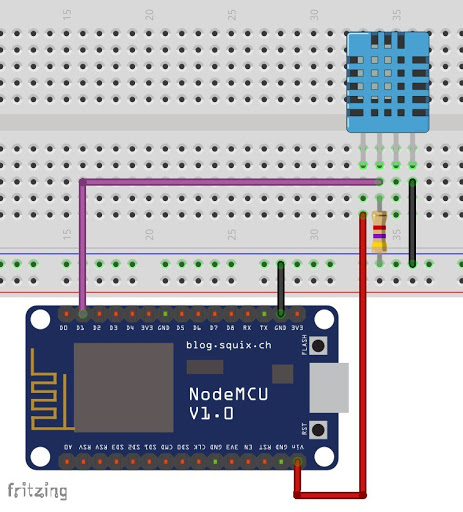 15 20 25 30 35
15 20 25 30 35
D0 D1 D2 D3 D4 3V3 GND D5 D6 D7 D8 RX TX GND 3V3
blog.squix.ch
FLASH
NodeMCU
V1.0
RST
A0 RSV RSV SD3 SD2 SD1 CMD SD0 CLK GND 3V3 EN RST GND Vin
fritzing